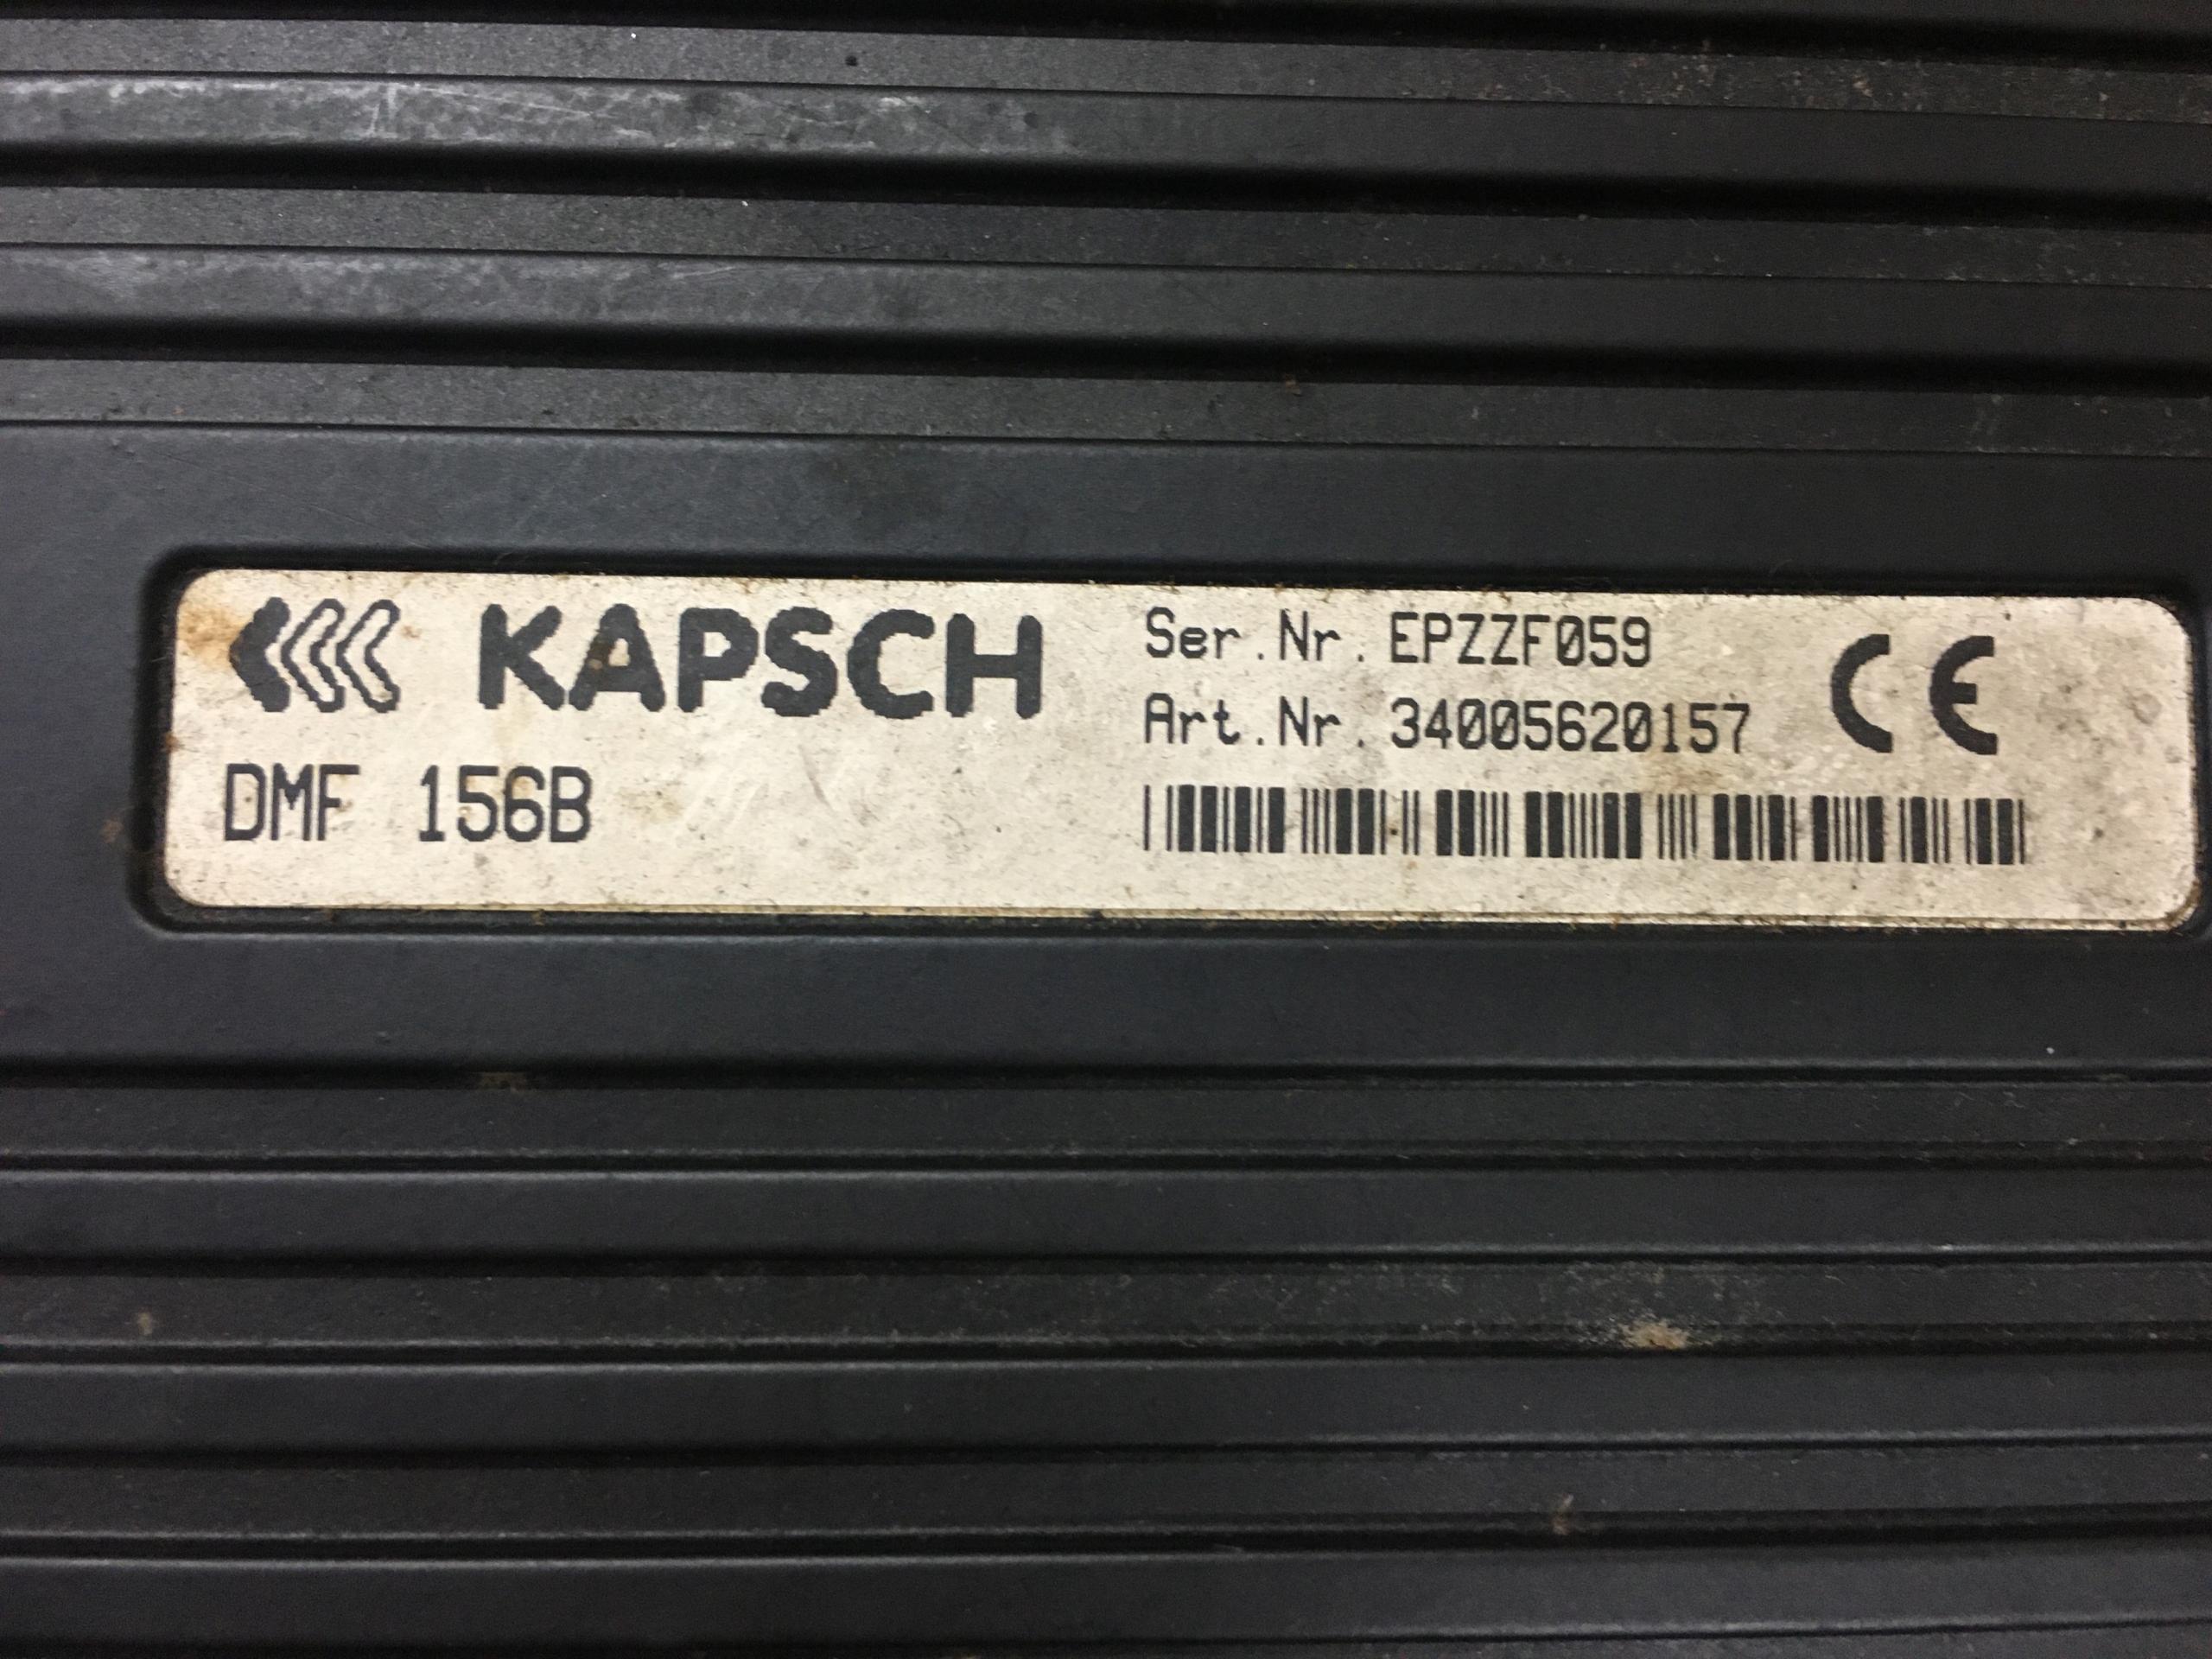 KAPSCH
DMF 156B
Ser.Nr. EPZZF059
Art.Nr. 34005620157
CE